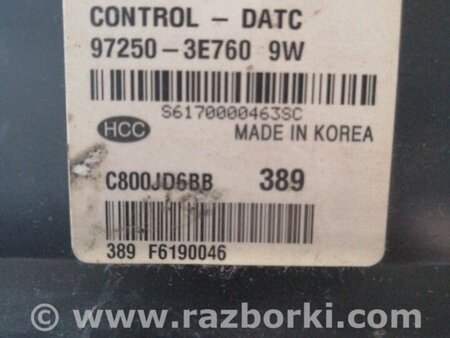 CONTROL - DATC
97250-3E760 9W
S6170000463SC
HCC
MADE IN KOREA
C800JD6BB 389
389 F6190046
© www.razborki.com